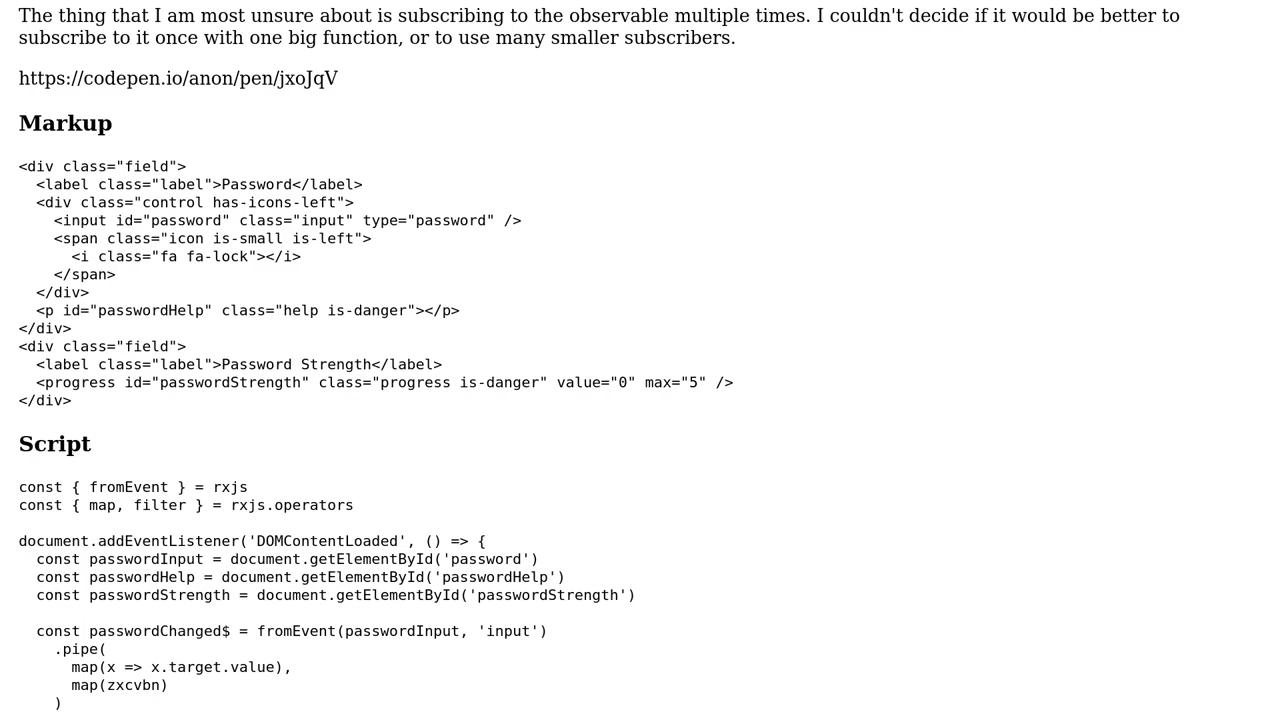 The thing that I am most unsure about is subscribing to the observable multiple times. I couldn't decide if it would be better to
subscribe to it once with one big function, or to use many smaller subscribers.
https://codepen.io/anon/pen/jxoJqV
Markup
<div class="field">
  <label class="label">Password</label>
  <div class="control has-icons-left">
    <input id="password" class="input" type="password" />
    <span class="icon is-small is-left">
      <i class="fa fa-lock"></i>
    </span>
  </div>
  <p id="passwordHelp" class="help is-danger"></p>
</div>
<div class="field">
  <label class="label">Password Strength</label>
  <progress id="passwordStrength" class="progress is-danger" value="0" max="5" />
</div>
Script
const { fromEvent } = rxjs
const { map, filter } = rxjs.operators
document.addEventListener('DOMContentLoaded', () => {
  const passwordInput = document.getElementById('password')
  const passwordHelp = document.getElementById('passwordHelp')
  const passwordStrength = document.getElementById('passwordStrength')
  const passwordChanged$ = fromEvent(passwordInput, 'input')
    .pipe(
      map(x => x.target.value),
      map(zxcvbn)
    )